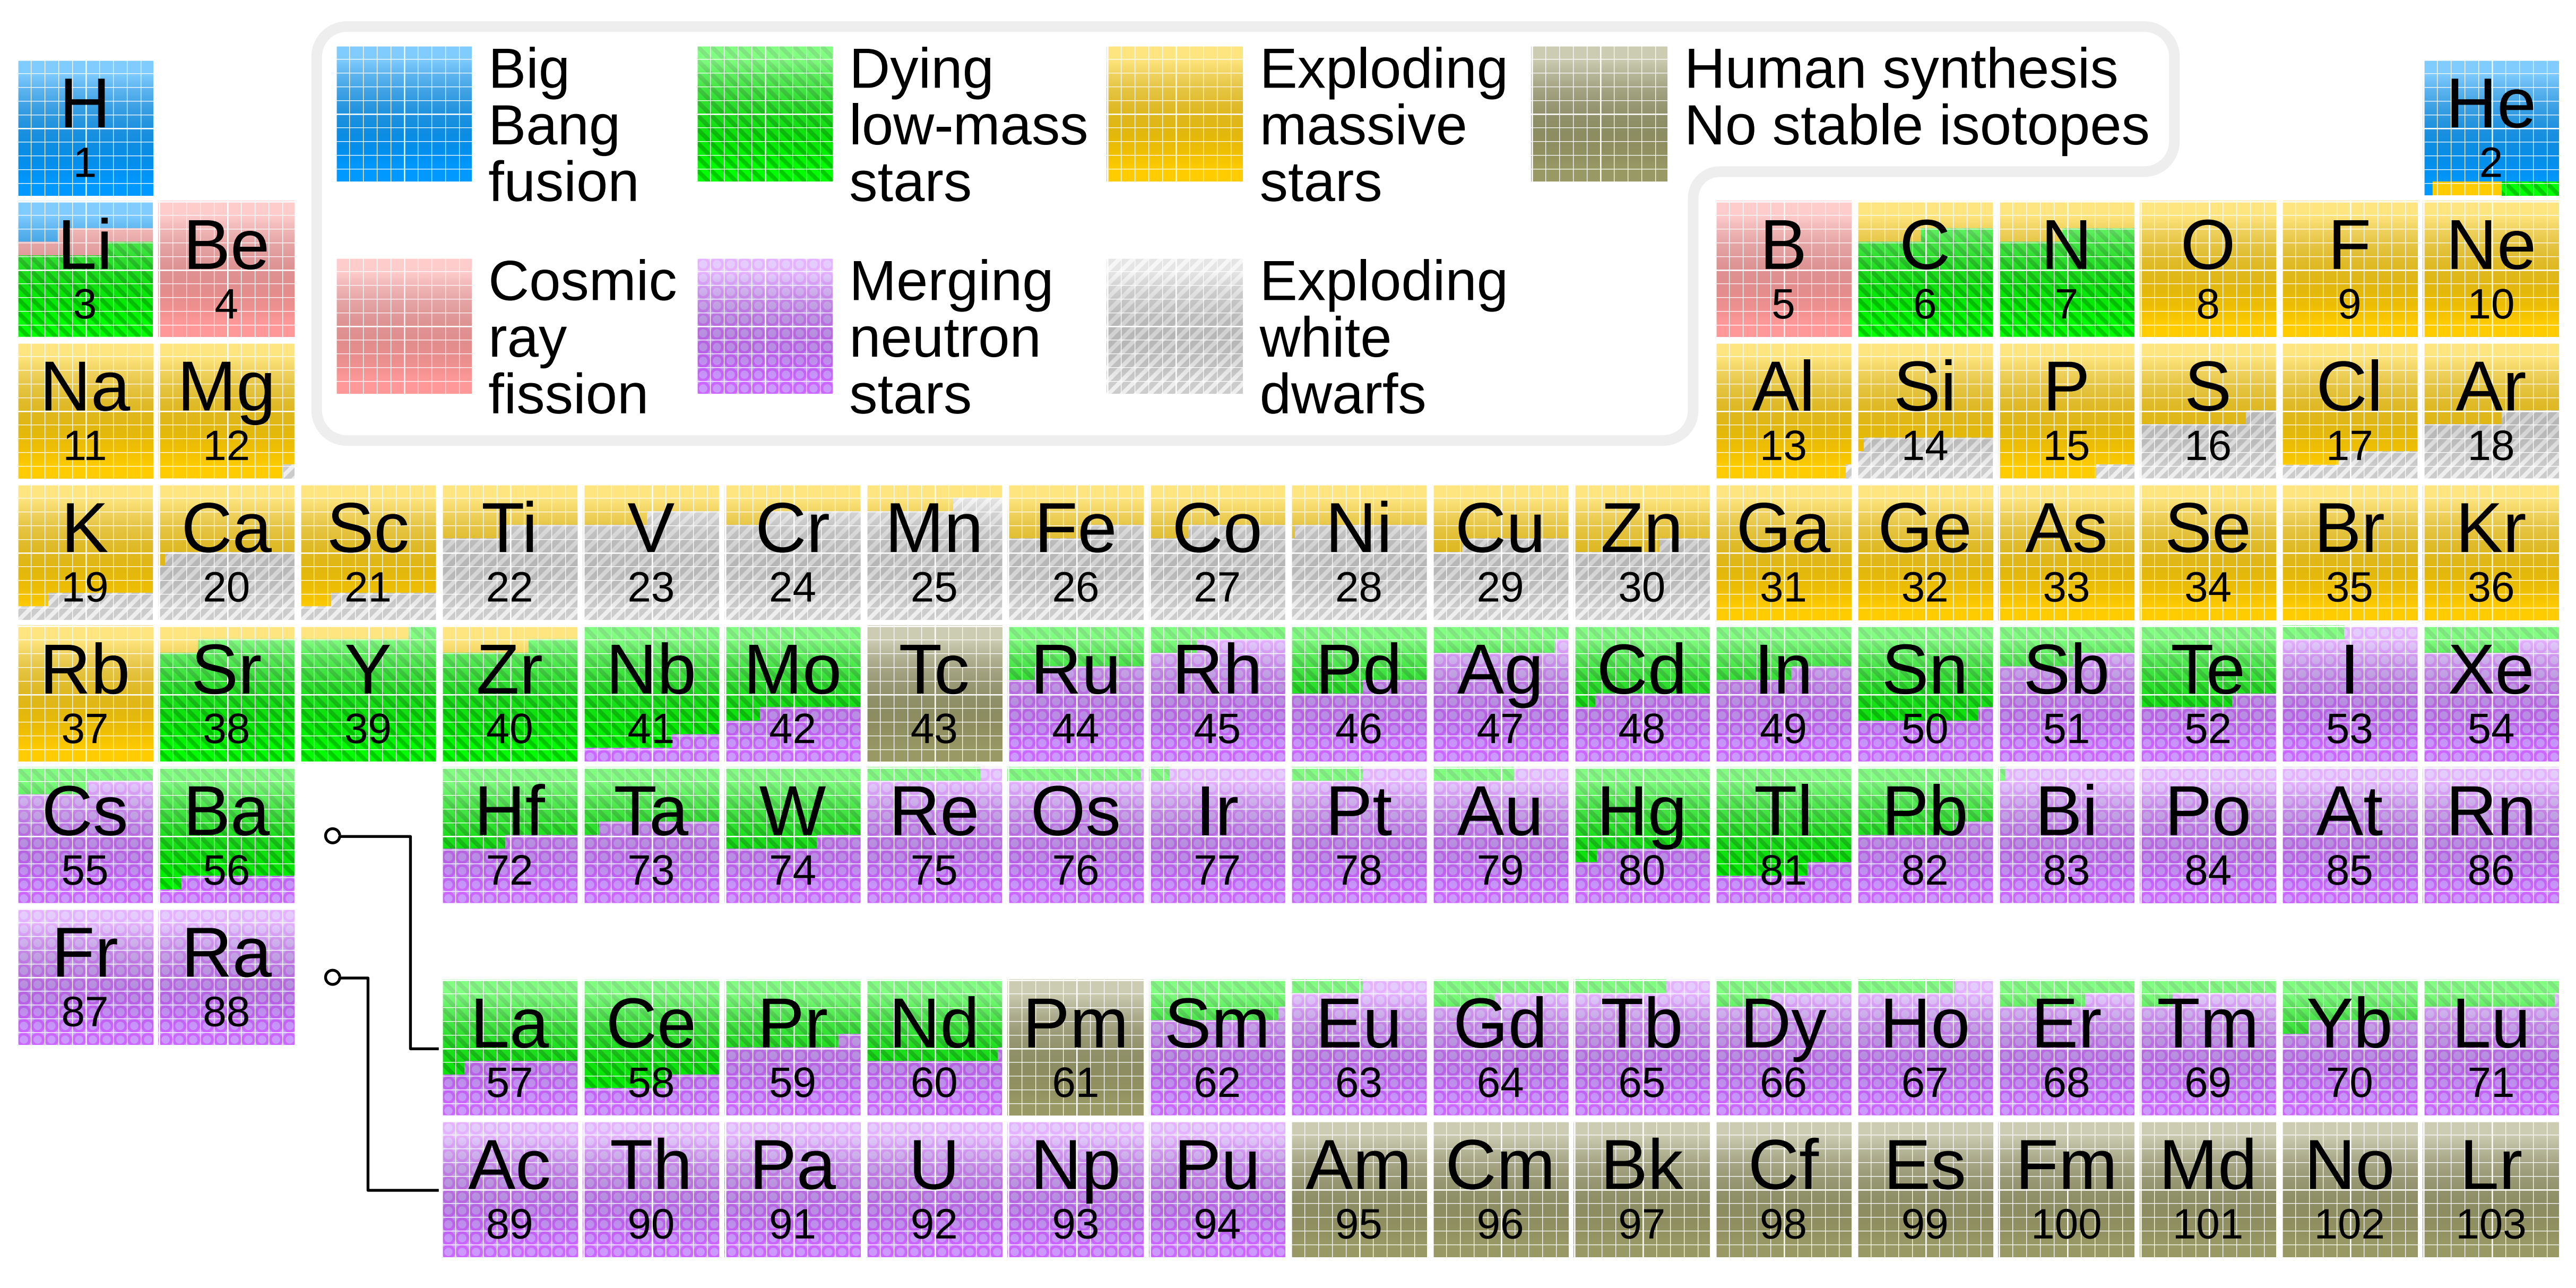 Big
Bang
fusion
Dying
low-mass
stars
Exploding
massive
stars
Human synthesis
No stable isotopes
Cosmic
ray
fission
Merging
neutron
stars
Exploding
white
dwarfs
H He
1 2
Li Be B C N O F Ne
3 4 5 6 7 8 9 10
Na Mg Al Si P S Cl Ar
11 12 13 14 15 16 17 18
K Ca Sc Ti V Cr Mn Fe Co Ni Cu Zn Ga Ge As Se Br Kr
19 20 21 22 23 24 25 26 27 28 29 30 31 32 33 34 35 36
Rb Sr Y Zr Nb Mo Tc Ru Rh Pd Ag Cd In Sn Sb Te I Xe
37 38 39 40 41 42 43 44 45 46 47 48 49 50 51 52 53 54
Cs Ba Hf Ta W Re Os Ir Pt Au Hg Tl Pb Bi Po At Rn
55 56 72 73 74 75 76 77 78 79 80 81 82 83 84 85 86
Fr Ra
87 88
La Ce Pr Nd Pm Sm Eu Gd Tb Dy Ho Er Tm Yb Lu
57 58 59 60 61 62 63 64 65 66 67 68 69 70 71
Ac Th Pa U Np Pu Am Cm Bk Cf Es Fm Md No Lr
89 90 91 92 93 94 95 96 97 98 99 100 101 102 103